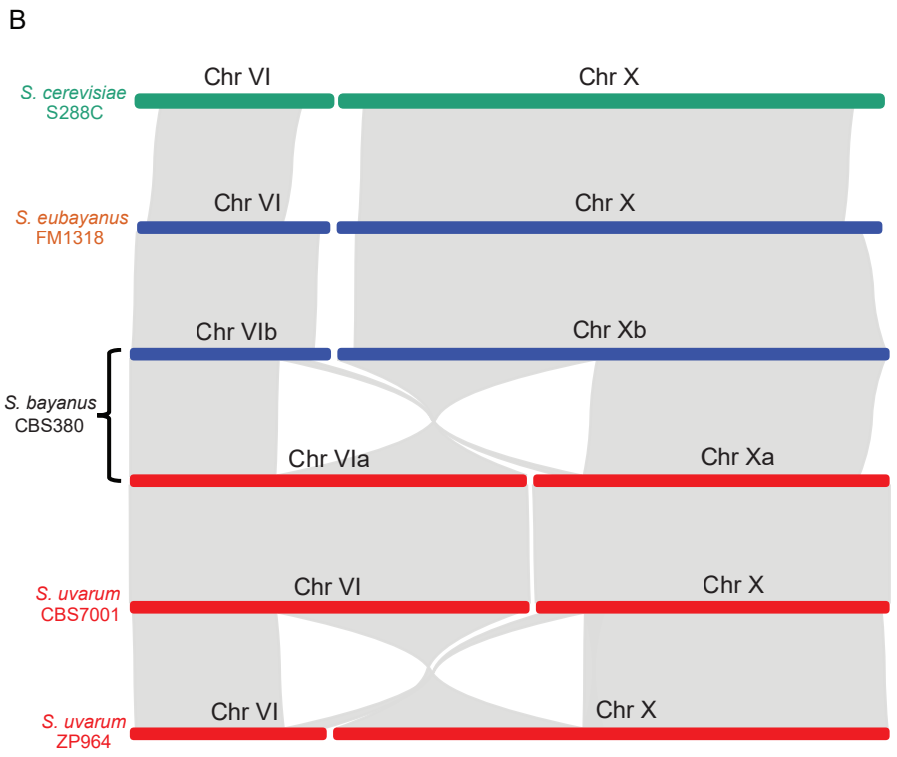 B
Chr VI
Chr X
S. cerevisiae
S288C
Chr VI
Chr X
S. eubayanus
FM1318
Chr VIb
Chr Xb
S. bayanus
CBS380
Chr VIa
Chr Xa
S. uvarum
CBS7001
Chr VI
Chr X
S. uvarum
ZP964
Chr VI
Chr X